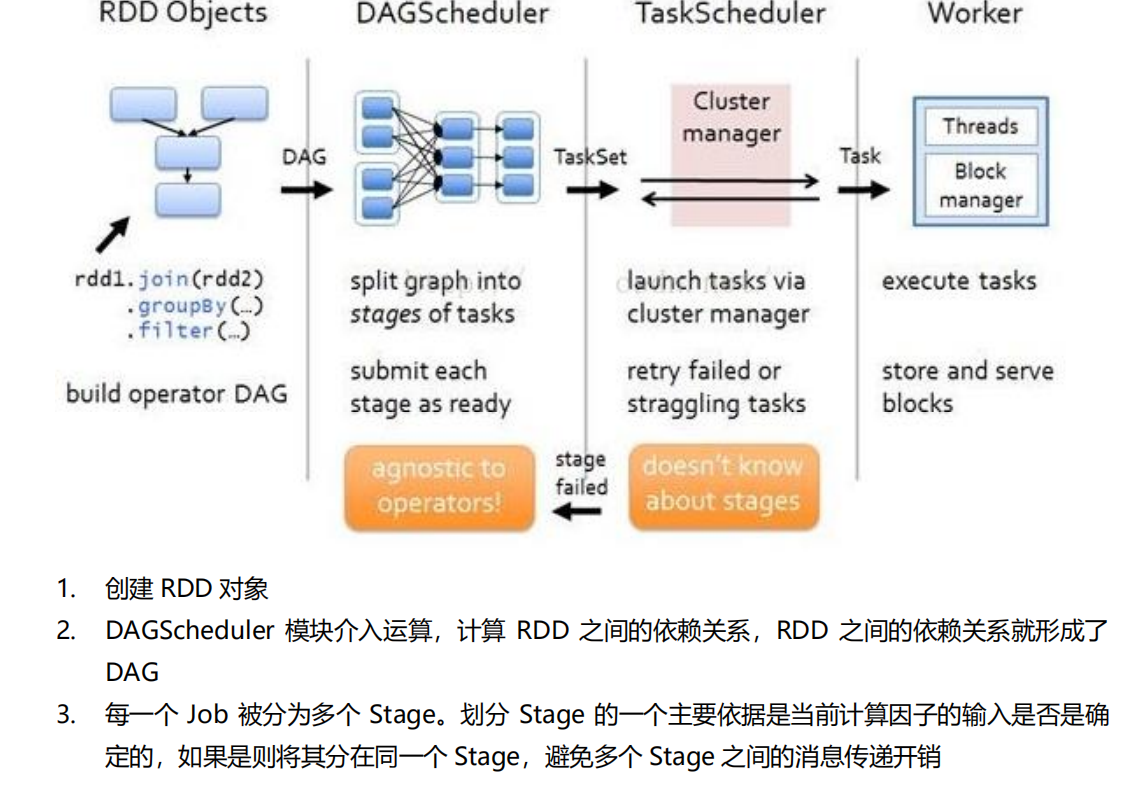 RDD Objects
DAGScheduler
TaskScheduler
Worker
DAG
TaskSet
Cluster
manager
Task
Threads
Block
manager
rdd1.join(rdd2)
.groupBy(…)
.filter(…)
build operator DAG
split graph into
stages of tasks
submit each
stage as ready
agnostic to
operators!
launch tasks via
cluster manager
retry failed or
straggling tasks
stage
failed
doesn't know
about stages
execute tasks
store and serve
blocks
1. 创建 RDD 对象
2. DAGScheduler 模块介入运算，计算 RDD 之间的依赖关系，RDD 之间的依赖关系就形成了
DAG
3. 每一个 Job 被分为多个 Stage。划分 Stage 的一个主要依据是当前计算因子的输入是否是确
定的，如果是则将其分在同一个 Stage，避免多个 Stage 之间的消息传递开销